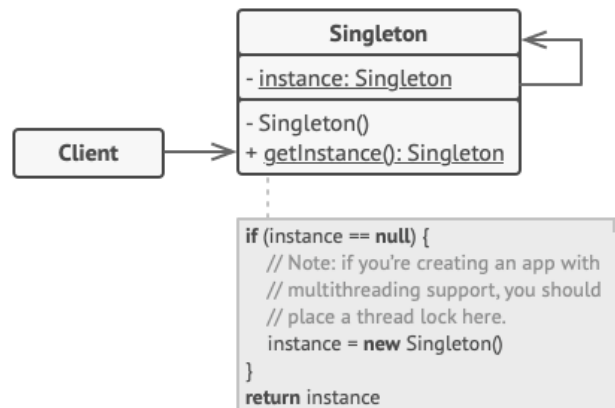 Singleton
- instance: Singleton
- Singleton()
+ getInstance(): Singleton
Client
if (instance == null) {
// Note: if you're creating an app with
// multithreading support, you should
// place a thread lock here.
instance = new Singleton()
}
return instance